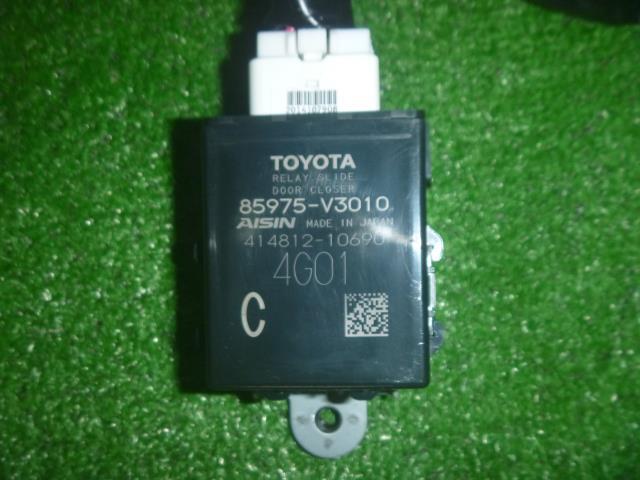 TOYOTA
RELAY SLIDE
DOOR CLOSER
85975-V3010
AISIN MADE IN JAPAN
414812-10690
4G01
C